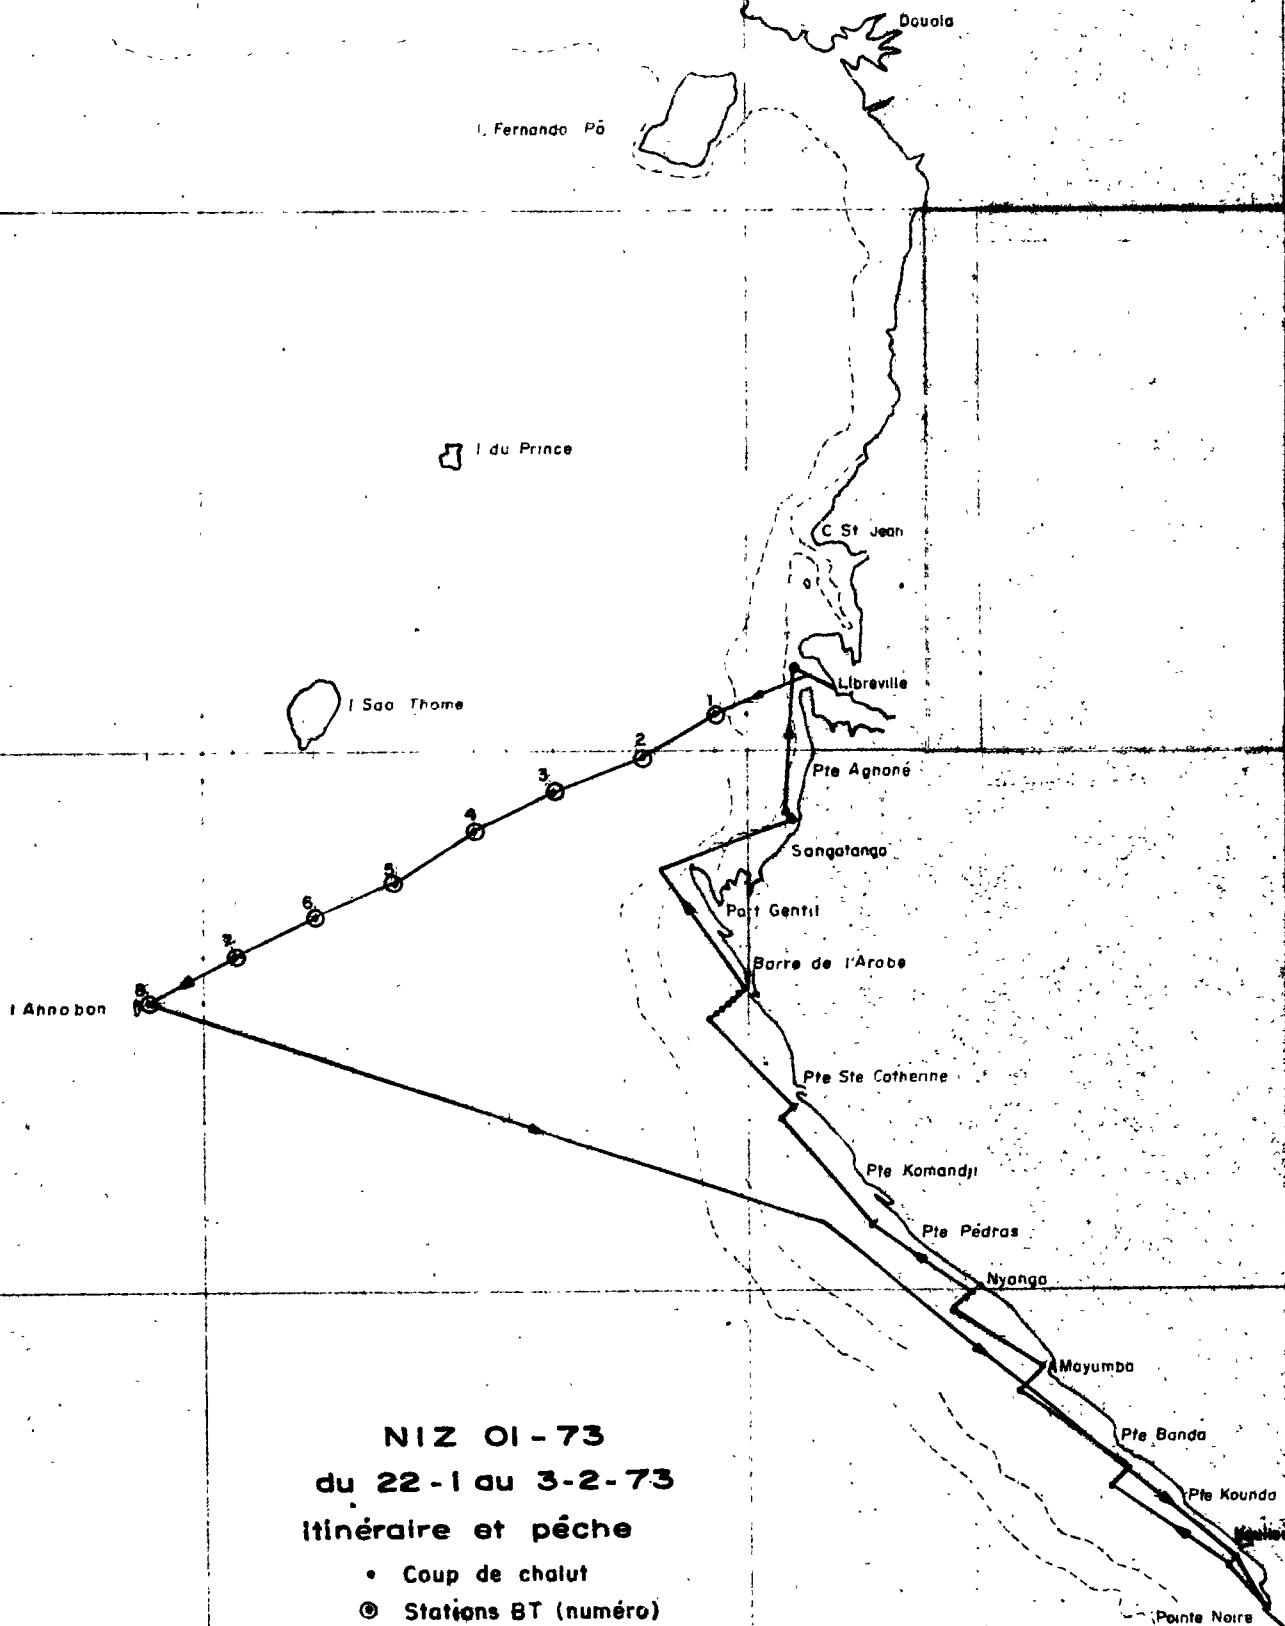 Douala
I. Fernando Pô
I du Prince
C St Jean
Libreville
I Sao Thome
1
2
3
4
5
6
7
8
Pte Agnoné
Sangatanga
Port Gentil
Barre de l'Arabe
I Annobon
Pte Ste Catherine
Pte Komandji
Pte Pédras
Nyanga
Mayumba
Pte Banda
Pte Kounda
Pointe Noire
NIZ 01-73
du 22-1 au 3-2-73
itinéraire et pêche
• Coup de chalut
Stations BT (numéro)